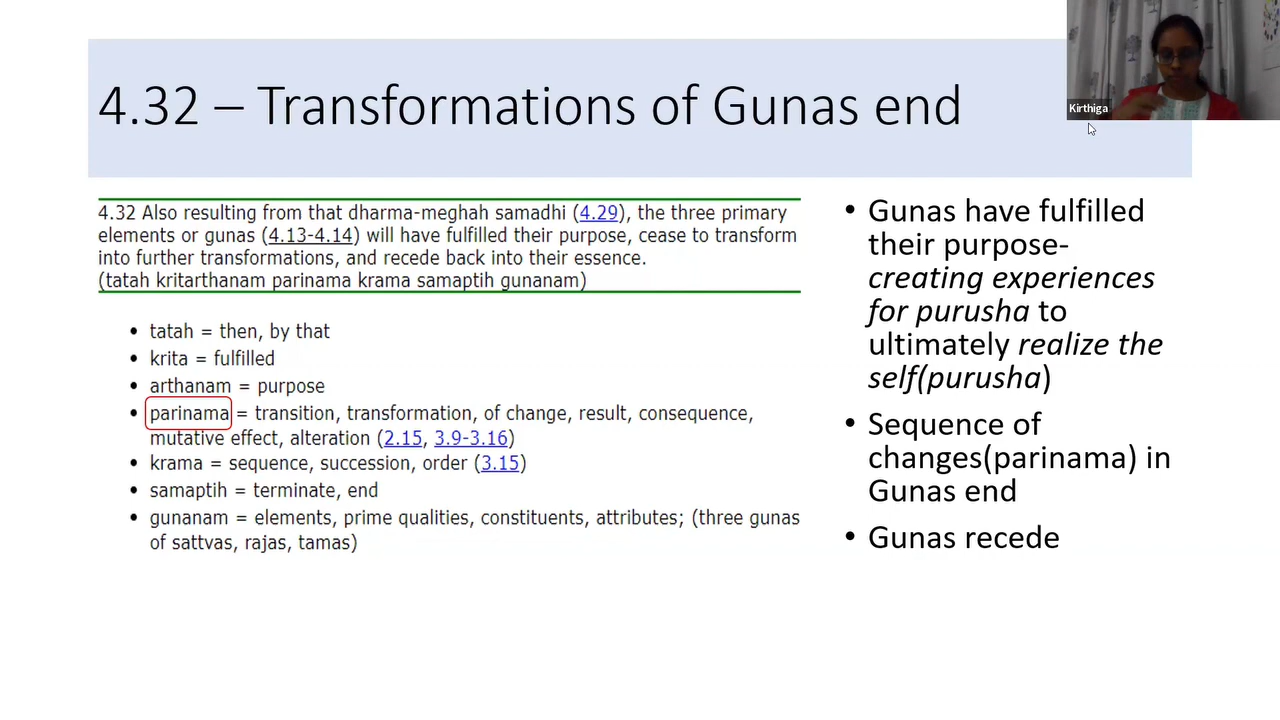 4.32 – Transformations of Gunas end
Kirthiga
4.32 Also resulting from that dharma-meghah samadhi (4.29), the three primary
elements or gunas (4.13-4.14) will have fulfilled their purpose, cease to transform
into further transformations, and recede back into their essence.
(tatah kritarthanam parinama krama samaptih gunanam)
• tatah = then, by that
• krita = fulfilled
• arthanam = purpose
• parinama = transition, transformation, of change, result, consequence,
mutative effect, alteration (2.15, 3.9-3.16)
• krama = sequence, succession, order (3.15)
• samaptih = terminate, end
• gunanam = elements, prime qualities, constituents, attributes; (three gunas
of sattvas, rajas, tamas)
• Gunas have fulfilled
their purpose-
creating experiences
for purusha to
ultimately realize the
self(purusha)
• Sequence of
changes(parinama) in
Gunas end
• Gunas recede